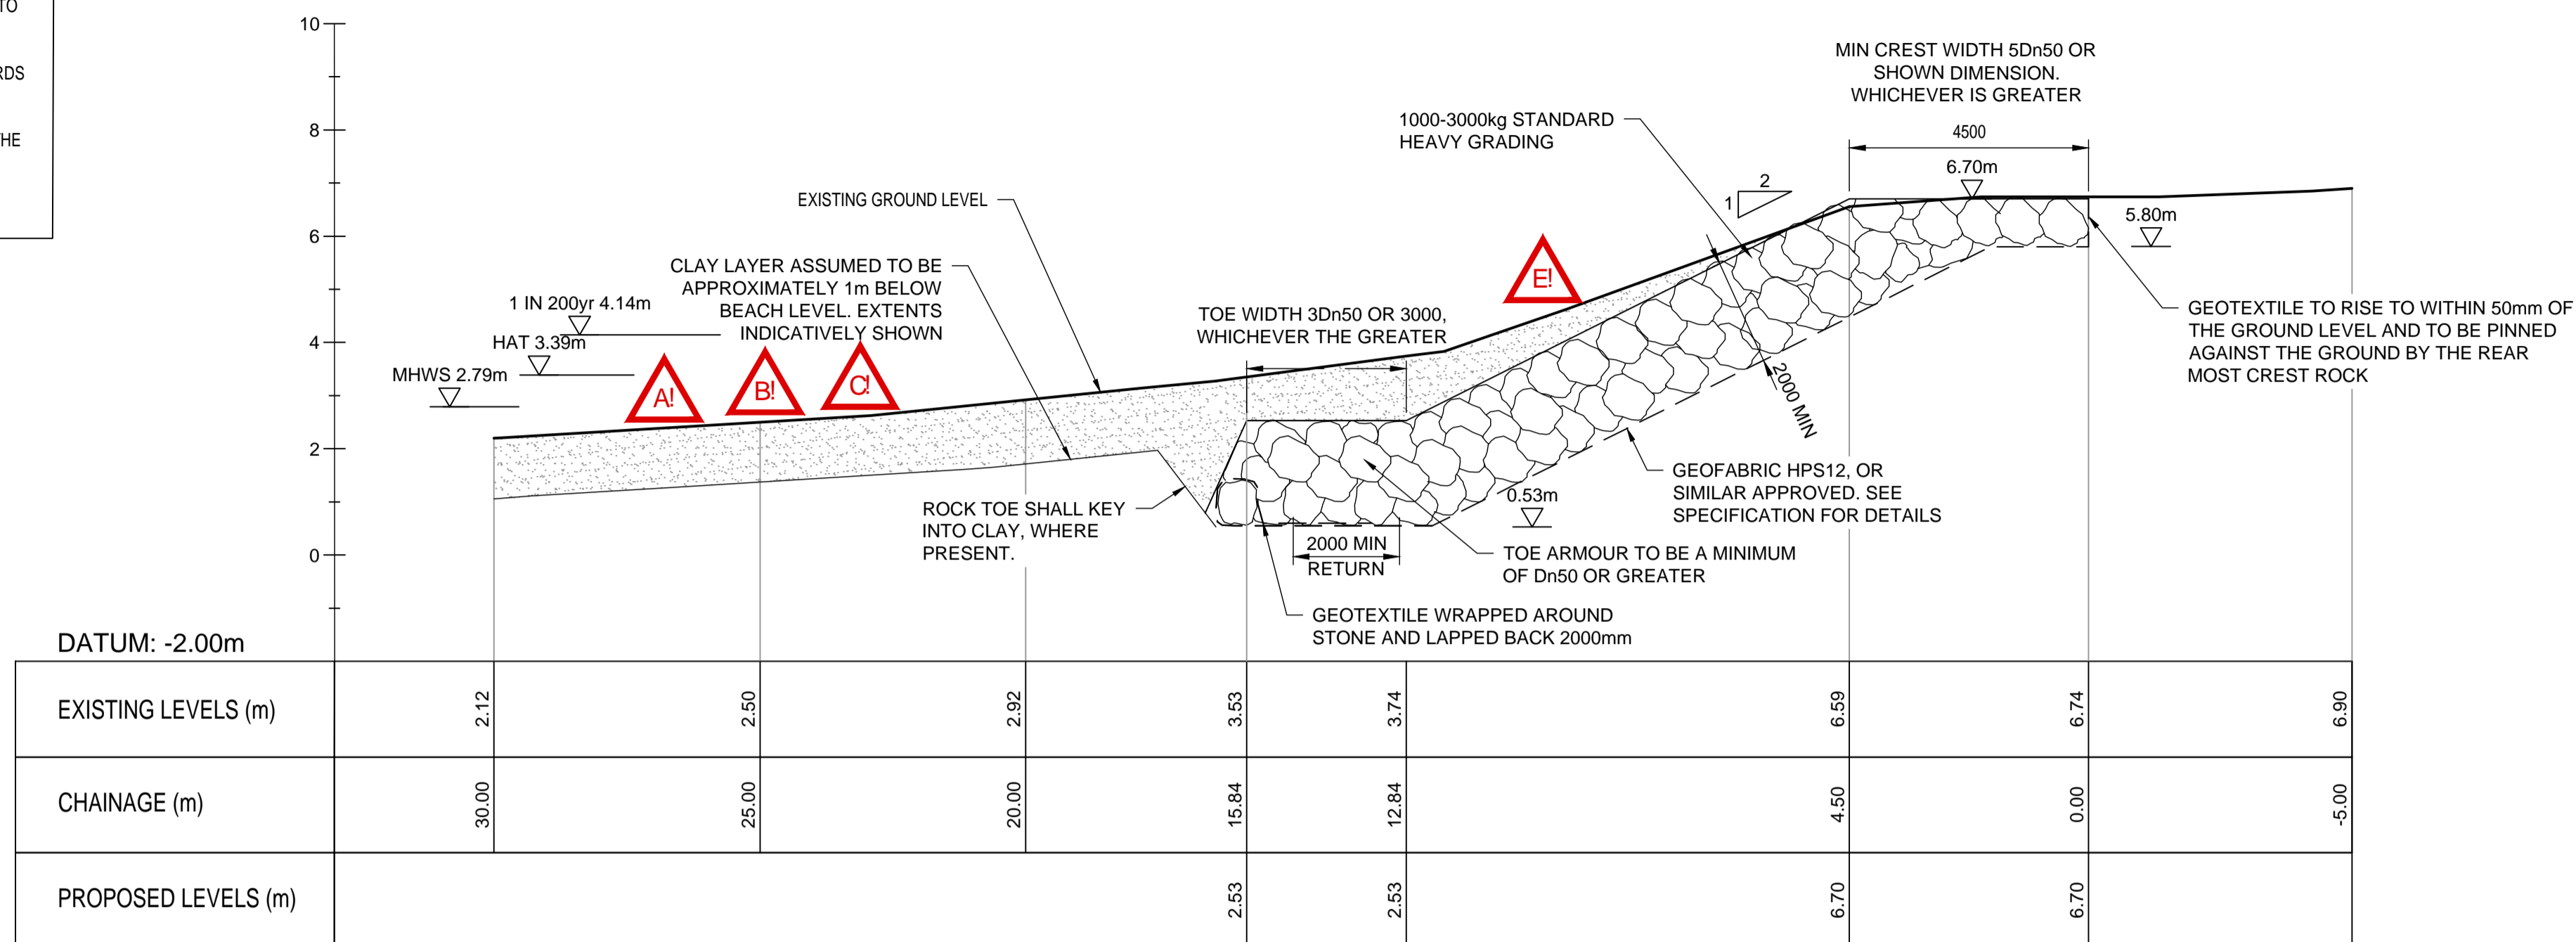 TO
RDS
THE
10
8
6
4
2
0
MIN CREST WIDTH 5Dn50 OR
SHOWN DIMENSION.
WHICHEVER IS GREATER
4500
6.70m
5.80m
1000-3000kg STANDARD
HEAVY GRADING
2
1
EXISTING GROUND LEVEL
CLAY LAYER ASSUMED TO BE
APPROXIMATELY 1m BELOW
BEACH LEVEL. EXTENTS
INDICATIVELY SHOWN
1 IN 200yr 4.14m
HAT 3.39m
MHWS 2.79m
A!
B!
C!
E!
TOE WIDTH 3Dn50 OR 3000,
WHICHEVER THE GREATER
GEOTEXTILE TO RISE TO WITHIN 50mm OF
THE GROUND LEVEL AND TO BE PINNED
AGAINST THE GROUND BY THE REAR
MOST CREST ROCK
2000 MIN
GEOFABRIC HPS12, OR
SIMILAR APPROVED. SEE
SPECIFICATION FOR DETAILS
0.53m
ROCK TOE SHALL KEY
INTO CLAY, WHERE
PRESENT.
2000 MIN
RETURN
TOE ARMOUR TO BE A MINIMUM
OF Dn50 OR GREATER
GEOTEXTILE WRAPPED AROUND
STONE AND LAPPED BACK 2000mm
DATUM: -2.00m
EXISTING LEVELS (m) 2.12 2.50 2.92 3.53 3.74 6.59 6.74 6.90
CHAINAGE (m) 30.00 25.00 20.00 15.84 12.84 4.50 0.00 -5.00
PROPOSED LEVELS (m) 2.53 2.53 6.70 6.70